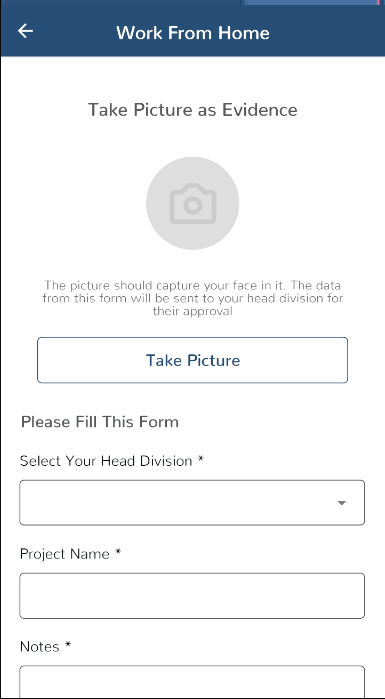 Work From Home
Take Picture as Evidence
The picture should capture your face in it. The data
from this form will be sent to your head division for
their approval
Take Picture
Please Fill This Form
Select Your Head Division *
Project Name *
Notes *